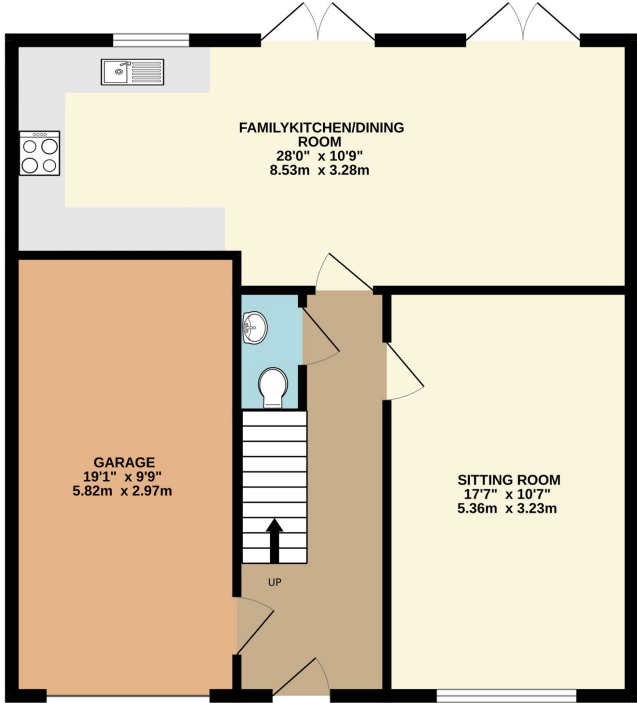 FAMILYKITCHEN/DINING
ROOM
28'0" x 10'9"
8.53m x 3.28m
GARAGE
19'1" x 9'9"
5.82m x 2.97m
SITTING ROOM
17'7" x 10'7"
5.36m x 3.23m
UP